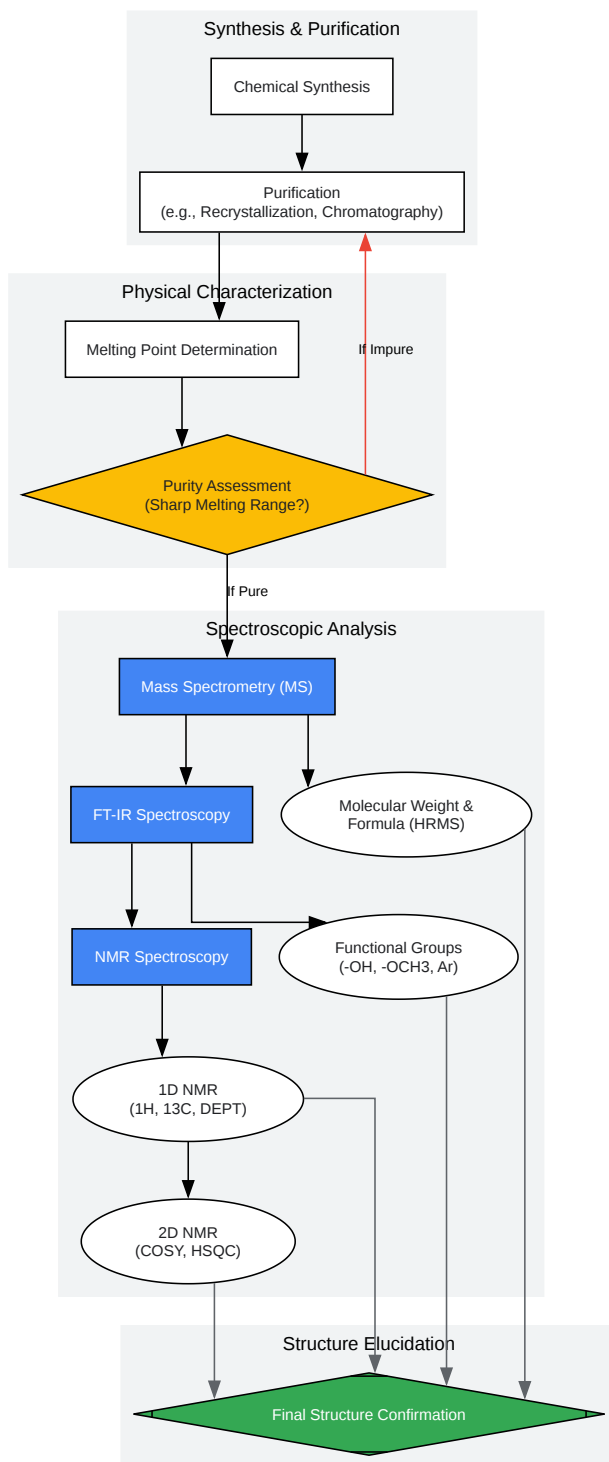 Synthesis & Purification
Chemical Synthesis
Purification
(e.g., Recrystallization, Chromatography)
Physical Characterization
Melting Point Determination
If Impure
Purity Assessment
(Sharp Melting Range?)
If Pure
Spectroscopic Analysis
Mass Spectrometry (MS)
FT-IR Spectroscopy
Molecular Weight &
Formula (HRMS)
NMR Spectroscopy
Functional Groups
(-OH, -OCH3, Ar)
1D NMR
(1H, 13C, DEPT)
2D NMR
(COSY, HSQC)
Structure Elucidation
Final Structure Confirmation